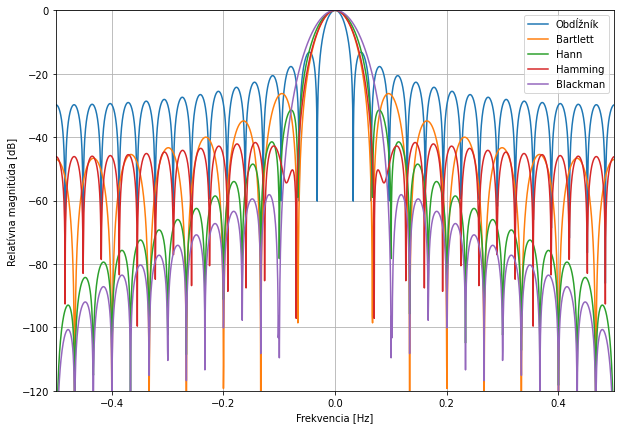 0
−20
−40
−60
−80
−100
−120
−0.4
−0.2
0.0
0.2
0.4
Relatívna magnitúda [dB]
Frekvencia [Hz]
Obdĺžník
Bartlett
Hann
Hamming
Blackman